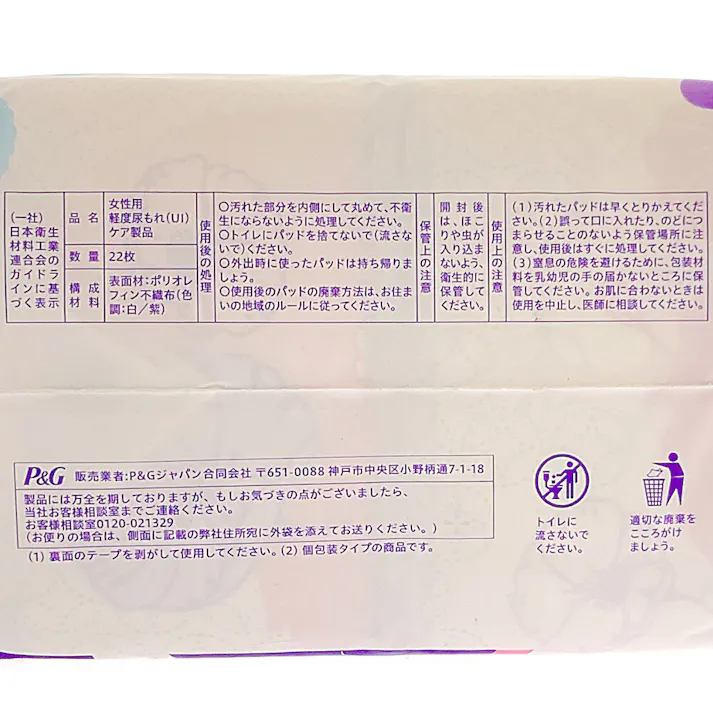 (一社)
日本衛生
材料工業
連合会の
ガイドラ
インに基
づく表示
品 名
女性用
軽度尿もれ(UI)
ケア製品
数 量
22枚
構 成
材 料
表面材:ポリオレ
フィン不織布(色
調:白/紫)
使用後の処理
○汚れた部分を内側にして丸めて、不衛
生にならないように処理してください。
○トイレにパッドを捨てないで(流さな
いで)ください。
○外出時に使ったパッドは持ち帰りま
しょう。
○使用後のパッドの廃棄方法は、お住ま
いの地域のルールに従ってください。
保管上の注意
開封後
は、ほこ
りや虫が
入り込ま
ないよう、
衛生的に
保管して
ください。
使用上の注意
(1)汚れたパッドは早くとりかえてくださ
い。(2)誤って口に入れたり、のどにつ
まらせることのないよう保管場所に注
意し、使用後はすぐに処理してください。
(3)窒息の危険を避けるために、包装材
料を乳幼児の手の届かないところに保
管してください。お肌に合わないときは
使用を中止し、医師に相談してください。
P&G 販売業者:P&Gジャパン合同会社 〒651-0088 神戸市中央区小野柄通7-1-18
製品には万全を期しておりますが、もしお気づきの点がございましたら、
当社お客様相談室までご連絡ください。
お客様相談室0120-021329
(お便りの場合は、側面に記載の弊社住所宛に外袋を添えてお送りください。)
(1) 裏面のテープを剥がして使用してください。(2) 個包装タイプの商品です。
トイレに
流さないで
ください。
適切な廃棄を
こころがけ
ましょう。